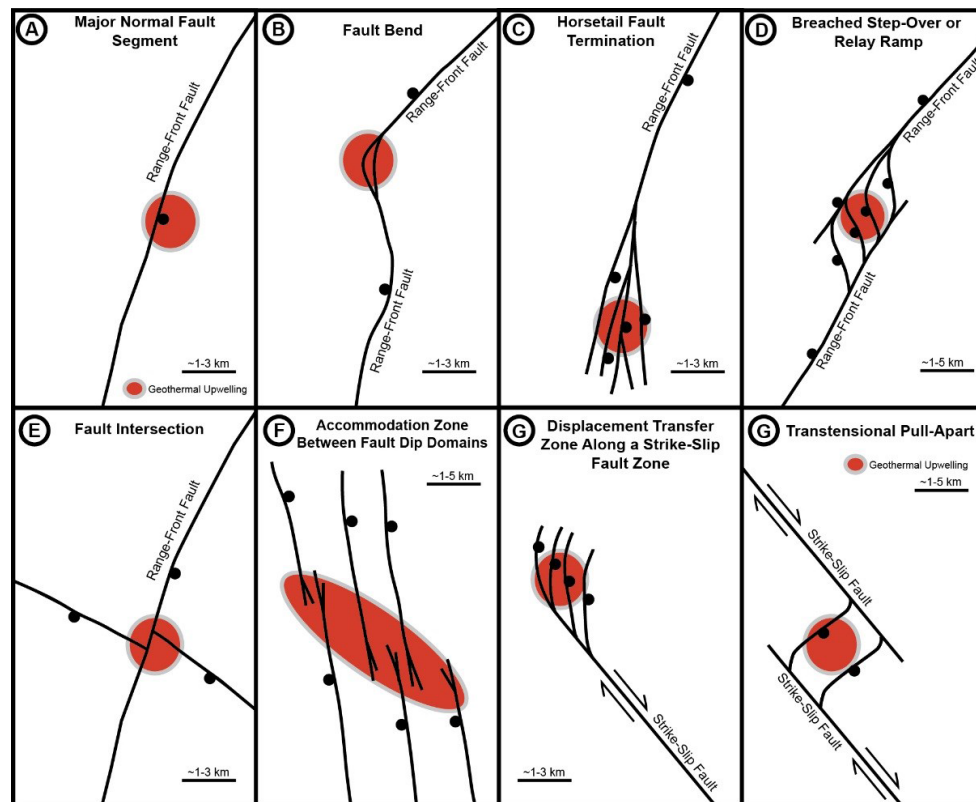 A
Major Normal Fault
Segment
Range-Front Fault
~1-3 km
Geothermal Upwelling
B
Fault Bend
Range-Front Fault
Range-Front Fault
~1-3 km
C
Horsetail Fault
Termination
Range-Front Fault
~1-3 km
D
Breached Step-Over or
Relay Ramp
Range-Front Fault
Range-Front Fault
~1-5 km
E
Fault Intersection
Range-Front Fault
~1-3 km
F
Accommodation Zone
Between Fault Dip Domains
~1-5 km
G
Displacement Transfer
Zone Along a Strike-Slip
Fault Zone
Strike-Slip Fault
~1-3 km
G
Transtensional Pull-Apart
Geothermal Upwelling
~1-5 km
Strike-Slip Fault
Strike-Slip Fault